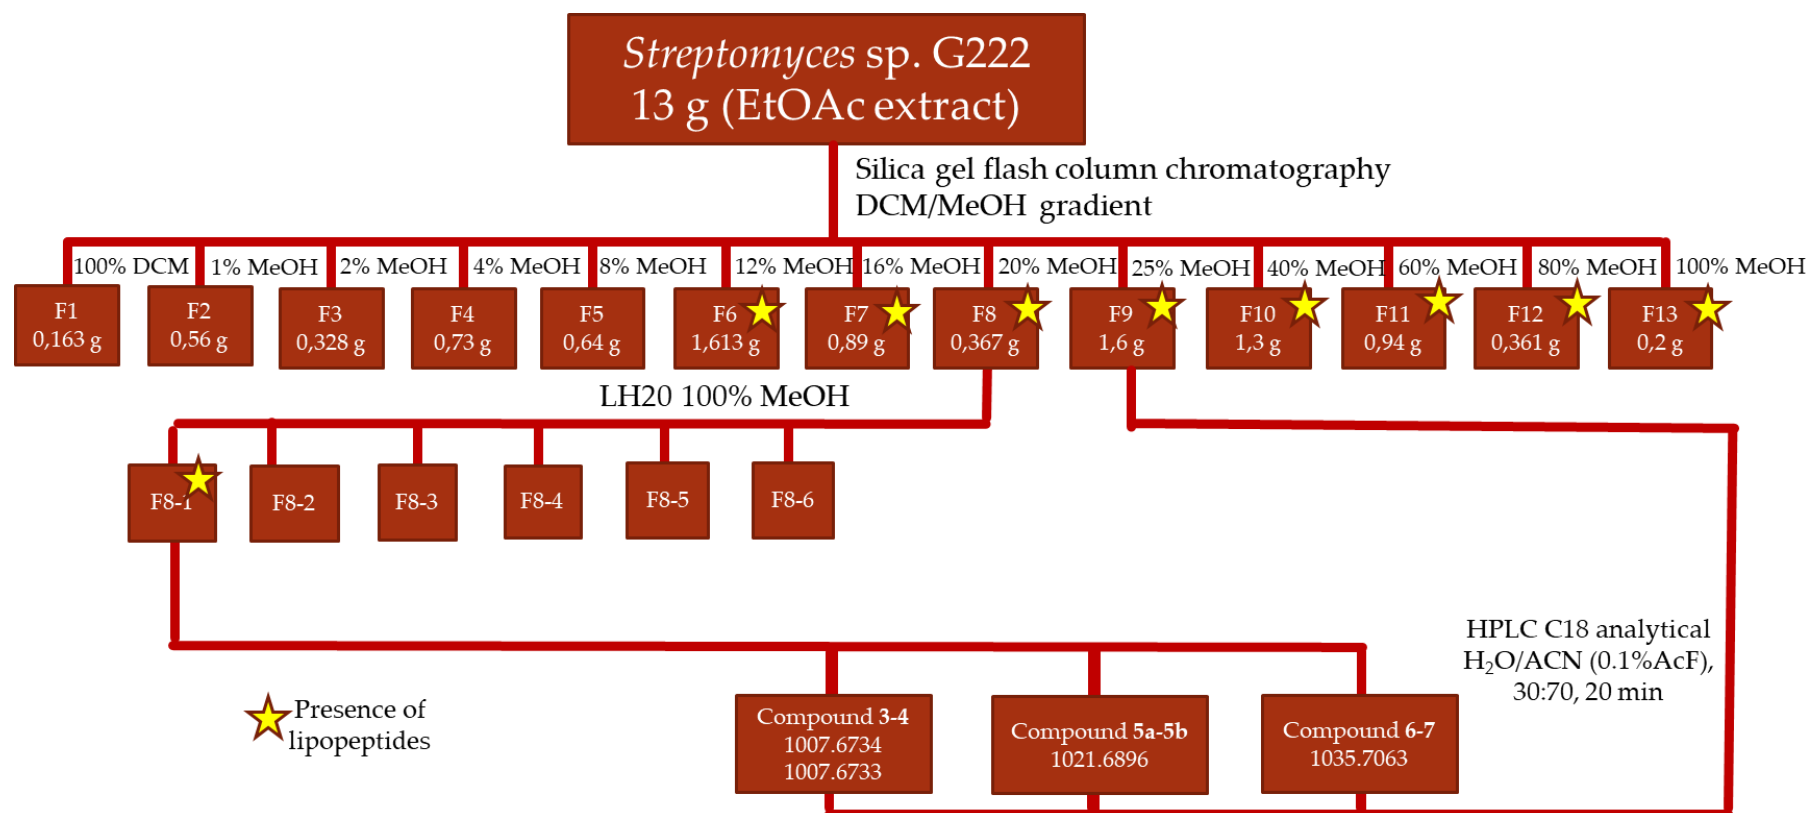 Streptomyces sp. G222
13 g (EtOAc extract)
Silica gel flash column chromatography
DCM/MeOH gradient
100% DCM
1% MeOH
2% MeOH
4% MeOH
8% MeOH
12% MeOH
16% MeOH
20% MeOH
25% MeOH
40% MeOH
60% MeOH
80% MeOH
100% MeOH
F1
0,163 g
F2
0,56 g
F3
0,328 g
F4
0,73 g
F5
0,64 g
F6
1,613 g
F7
0,89 g
F8
0,367 g
F9
1,6 g
F10
1,3 g
F11
0,94 g
F12
0,361 g
F13
0,2 g
LH20 100% MeOH
F8-1
F8-2
F8-3
F8-4
F8-5
F8-6
HPLC C18 analytical
H₂O/ACN (0.1%AcF),
30:70, 20 min
Presence of
lipopeptides
Compound 3-4
1007.6734
1007.6733
Compound 5a-5b
1021.6896
Compound 6-7
1035.7063